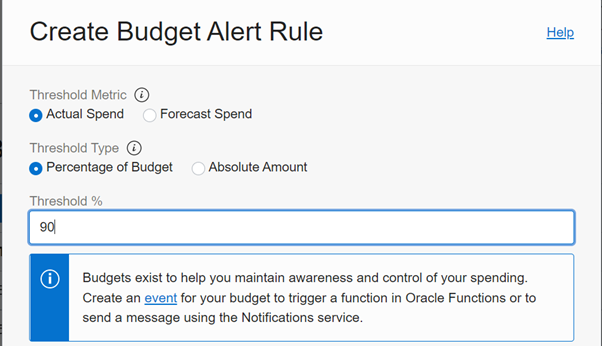 Create Budget Alert Rule
Help
Threshold Metric
Actual Spend
Forecast Spend
Threshold Type
Percentage of Budget
Absolute Amount
Threshold %
90
Budgets exist to help you maintain awareness and control of your spending.
Create an event for your budget to trigger a function in Oracle Functions or to
send a message using the Notifications service.